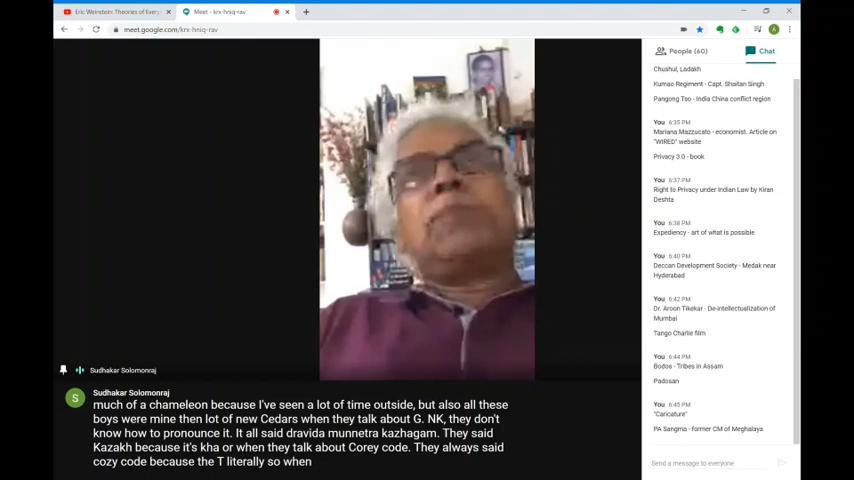 Eric Weinstein: Theories of Every
Meet - krx-hniq-rav
meet.google.com/krx-hniq-rav
People (60)
Chat
Chushul, Ladakh
Kumao Regiment - Capt. Shaitan Singh
Pangong Tso - India China conflict region
You 6:35 PM
Mariana Mazzucato - economist. Article on
"WIRED" website
Privacy 3.0 - book
You 6:37 PM
Right to Privacy under Indian Law by Kiran
Deshta
You 6:38 PM
Expediency - art of what is possible
You 6:40 PM
Deccan Development Society - Medak near
Hyderabad
You 6:42 PM
Dr. Aroon Tikekar - De-intellectualization of
Mumbai
Tango Charlie film
You 6:44 PM
Bodos - Tribes in Assam
Padosan
You 6:45 PM
"Caricature"
PA Sangma - former CM of Meghalaya
Send a message to everyone
Sudhakar Solomonraj
S
Sudhakar Solomonraj
much of a chameleon because I've seen a lot of time outside, but also all these
boys were mine then lot of new Cedars when they talk about G. NK, they don't
know how to pronounce it. It all said dravida munnetra kazhagam. They said
Kazakh because it's kha or when they talk about Corey code. They always said
cozy code because the T literally so when